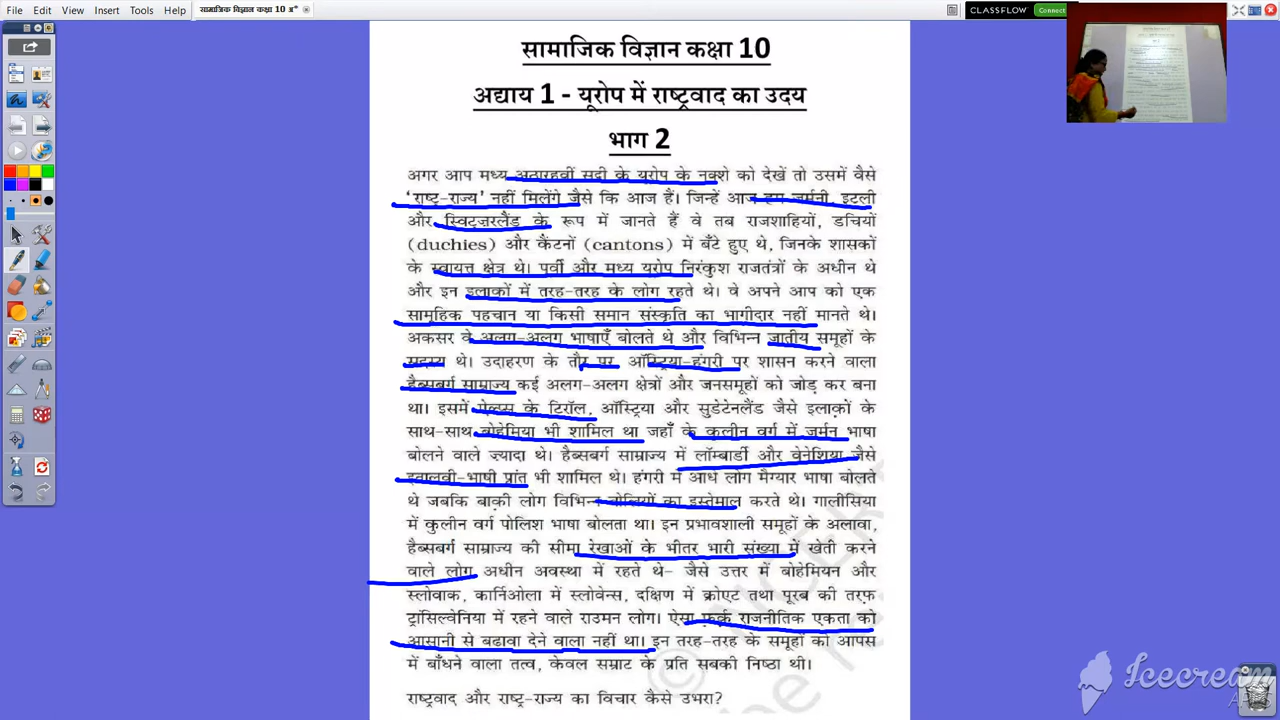 File Edit View Insert Tools Help
सामाजिक विज्ञान कक्षा 10 अ*
CLASSFLOW Connect
सामाजिक विज्ञान कक्षा 10
अद्याय 1 - यूरोप में राष्ट्रवाद का उदय
भाग 2
अगर आप मध्य अठारहवीं सदी के यूरोप के नक्शे को देखें तो उसमें वैसे
'राष्ट्र-राज्य' नहीं मिलेंगे जैसे कि आज हैं। जिन्हें आज हम जर्मनी, इटली
और स्विट्ज़रलैंड के रूप में जानते हैं वे तब राजशाहियों, डचियों
(duchies) और कैंटनों (cantons) में बँटे हुए थे, जिनके शासकों
के स्वायत्त क्षेत्र थे। पूर्वी और मध्य यूरोप निरंकुश राजतंत्रों के अधीन थे
और इन इलाकों में तरह-तरह के लोग रहते थे। वे अपने आप को एक
सामूहिक पहचान या किसी समान संस्कृति का भागीदार नहीं मानते थे।
अकसर वे अलग-अलग भाषाएँ बोलते थे और विभिन्न जातीय समूहों के
सदस्य थे। उदाहरण के तौर पर ऑस्ट्रिया-हंगरी पर शासन करने वाला
हैब्सबर्ग साम्राज्य कई अलग-अलग क्षेत्रों और जनसमूहों को जोड़ कर बना
था। इसमें ऐल्प्स के टिरॉल, ऑस्ट्रिया और सुडेटेनलैंड जैसे इलाक़ों के
साथ-साथ बोहेमिया भी शामिल था जहाँ के कुलीन वर्ग में जर्मन भाषा
बोलने वाले ज़्यादा थे। हैब्सबर्ग साम्राज्य में लॉम्बार्डी और वेनेशिया जैसे
इतालवी-भाषी प्रांत भी शामिल थे। हंगरी में आधे लोग मैग्यार भाषा बोलते
थे जबकि बाक़ी लोग विभिन्न बोलियों का इस्तेमाल करते थे। गालीसिया
में कुलीन वर्ग पोलिश भाषा बोलता था। इन प्रभावशाली समूहों के अलावा,
हैब्सबर्ग साम्राज्य की सीमा रेखाओं के भीतर भारी संख्या में खेती करने
वाले लोग अधीन अवस्था में रहते थे- जैसे उत्तर में बोहेमियन और
स्लोवाक, कार्निओला में स्लोवेन्स, दक्षिण में क्रोएट तथा पूरब की तरफ़
ट्रांसिल्वेनिया में रहने वाले राउमन लोग। ऐसा फ़र्क़ राजनीतिक एकता को
आसानी से बढ़ावा देने वाला नहीं था। इन तरह-तरह के समूहों को आपस
में बाँधने वाला तत्व, केवल सम्राट के प्रति सबकी निष्ठा थी।
राष्ट्रवाद और राष्ट्र-राज्य का विचार कैसे उभरा?
Icecream